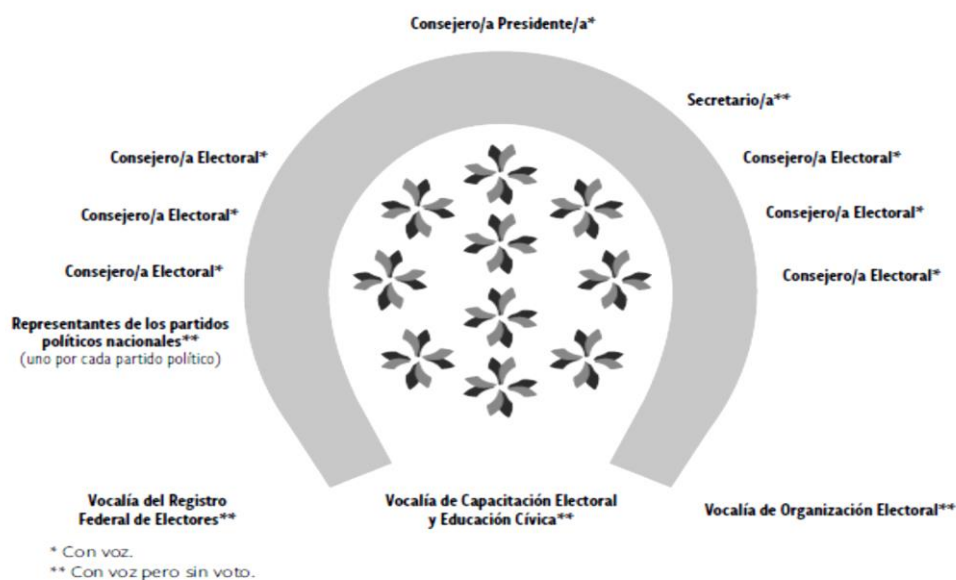 Consejero/a Presidente/a*
Secretario/a**
Consejero/a Electoral*
Consejero/a Electoral*
Consejero/a Electoral*
Consejero/a Electoral*
Consejero/a Electoral*
Consejero/a Electoral*
Representantes de los partidos
políticos nacionales**
(uno por cada partido político)
Vocalía del Registro
Federal de Electores**
Vocalía de Capacitación Electoral
y Educación Cívica**
Vocalía de Organización Electoral**
* Con voz.
** Con voz pero sin voto.